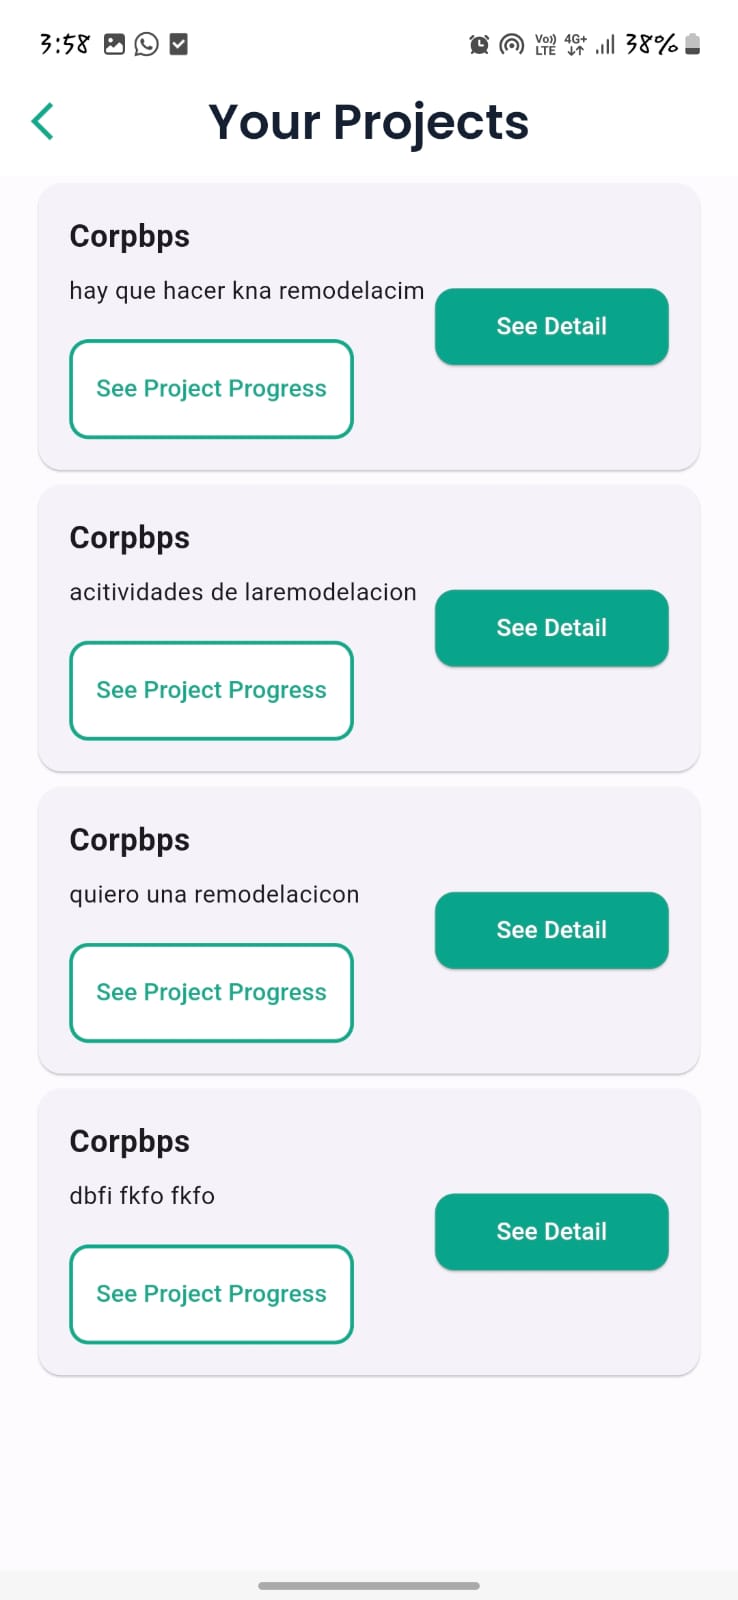 3:58
Vo)) LTE 4G+ 38%
Your Projects
Corpbps
hay que hacer kna remodelacim
See Detail
See Project Progress
Corpbps
acitividades de laremodelacion
See Detail
See Project Progress
Corpbps
quiero una remodelacicon
See Detail
See Project Progress
Corpbps
dbfi fkfo fkfo
See Detail
See Project Progress